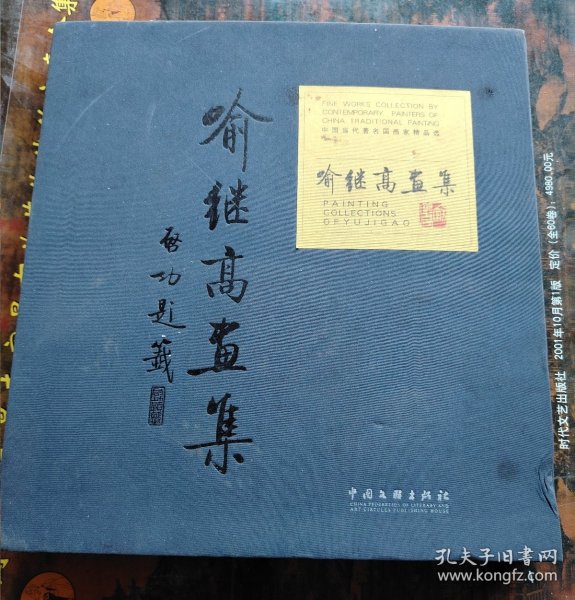 喻继高画集
启功题签
FINE WORKS COLLECTION BY
CONTEMPORARY PAINTERS OF
CHINA TRADITIONAL PAINTING
中国当代著名国画家精品选
喻继高画集
PAINTING
COLLECTIONS
OFYUJIGAO
中国文联出版社
CHINA FEDERATION OF LITERARY AND
ART CIRCLES PUBLISHING HOUSE
时代文艺出版社 2001年10月第1版 定价(全60卷):4980.00元
孔夫子旧书网
www.kongfz.com